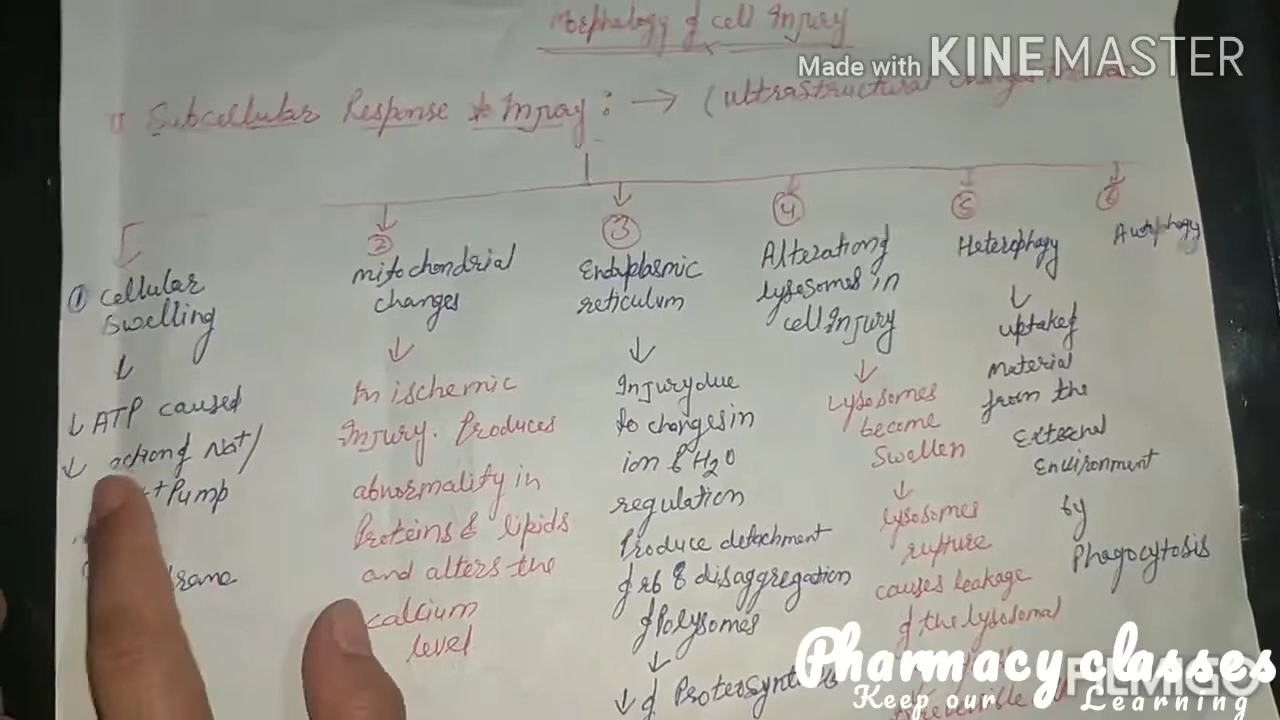 Morphology of cell Injury
Made with KINEMASTER
Subcellular Response to Injury : → (ultrastructural changes
① cellular
swelling
↓
↓ ATP caused
↓ action of Na+/
+ Pump
②
mitochondrial
changes
↓
In ischemic
Injury. Produces
abnormality in
Proteins & lipids
and alters the
calcium
level
③
Endoplasmic
reticulum
↓
Injury due
to changes in
ion & H2O
regulation
Produce detachment
of rb & disaggregation
of Polysomes
↓
↓ of
④
Alteration of
lysosomes in
cell Injury
↓
Lysosomes
become
Swollen
↓
lysosomes
rupture
causes leakage
of the lysosomal
⑤
Heterophagy
↓
uptake of
material
from the
External
Environment
by
Phagocytosis
⑥
Autophagy
Pharmacy classes
Keep our Learning
FILMIGO